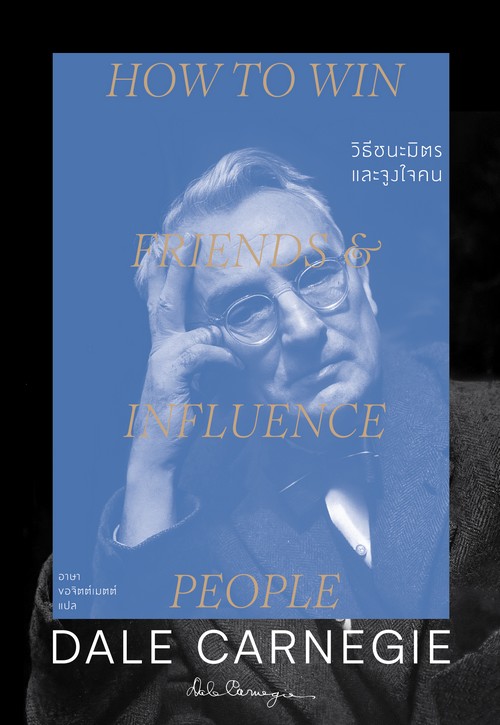 HOW TO WIN
วิธีชนะมิตร
และจูงใจคน
FRIENDS &
INFLUENCE
PEOPLE
อาษา
ขอจิตต์เมตต์
แปล
DALE CARNEGIE
Dale Carnegie